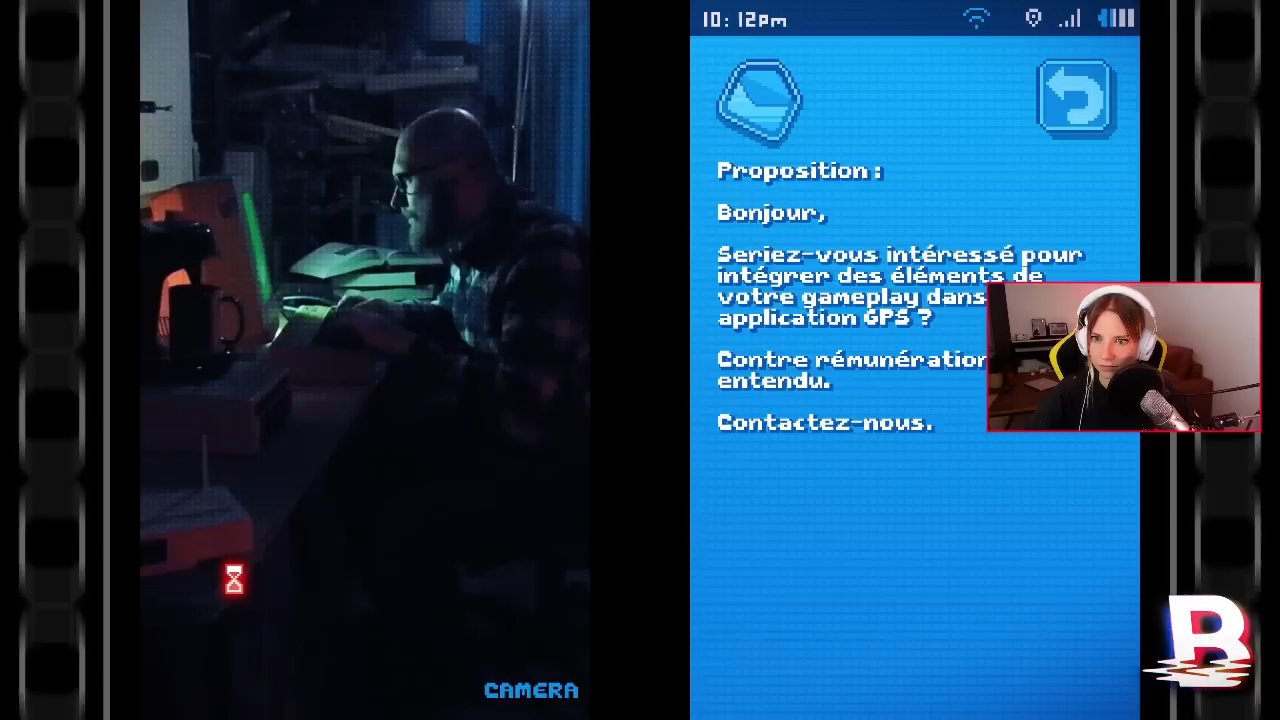 10:12pm
Proposition :
Bonjour,
Seriez-vous intéressé pour
intégrer des éléments de
votre gameplay dans
application GPS ?
Contre rémunération
entendu.
Contactez-nous.
CAMERA
B